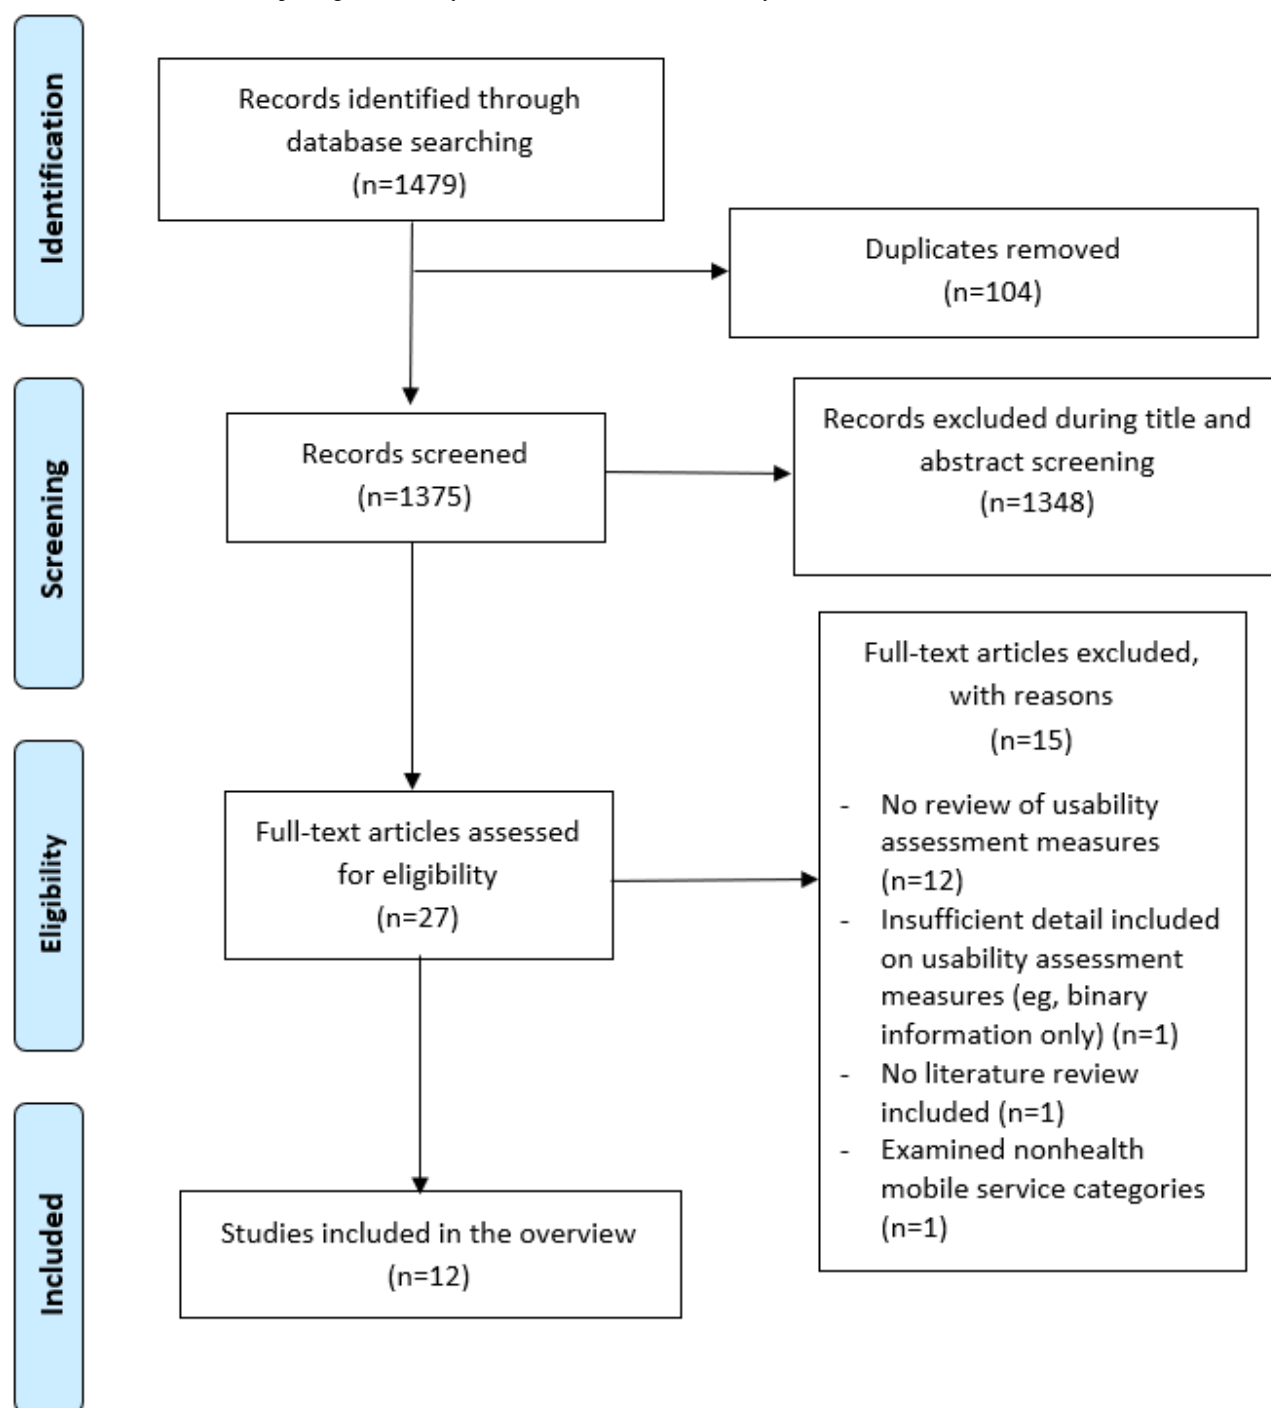 Identification
Records identified through
database searching
(n=1479)
Duplicates removed
(n=104)
Screening
Records screened
(n=1375)
Records excluded during title and
abstract screening
(n=1348)
Eligibility
Full-text articles assessed
for eligibility
(n=27)
Full-text articles excluded,
with reasons
(n=15)
- No review of usability
assessment measures
(n=12)
- Insufficient detail included
on usability assessment
measures (eg, binary
information only) (n=1)
- No literature review
included (n=1)
- Examined nonhealth
mobile service categories
(n=1)
Included
Studies included in the overview
(n=12)